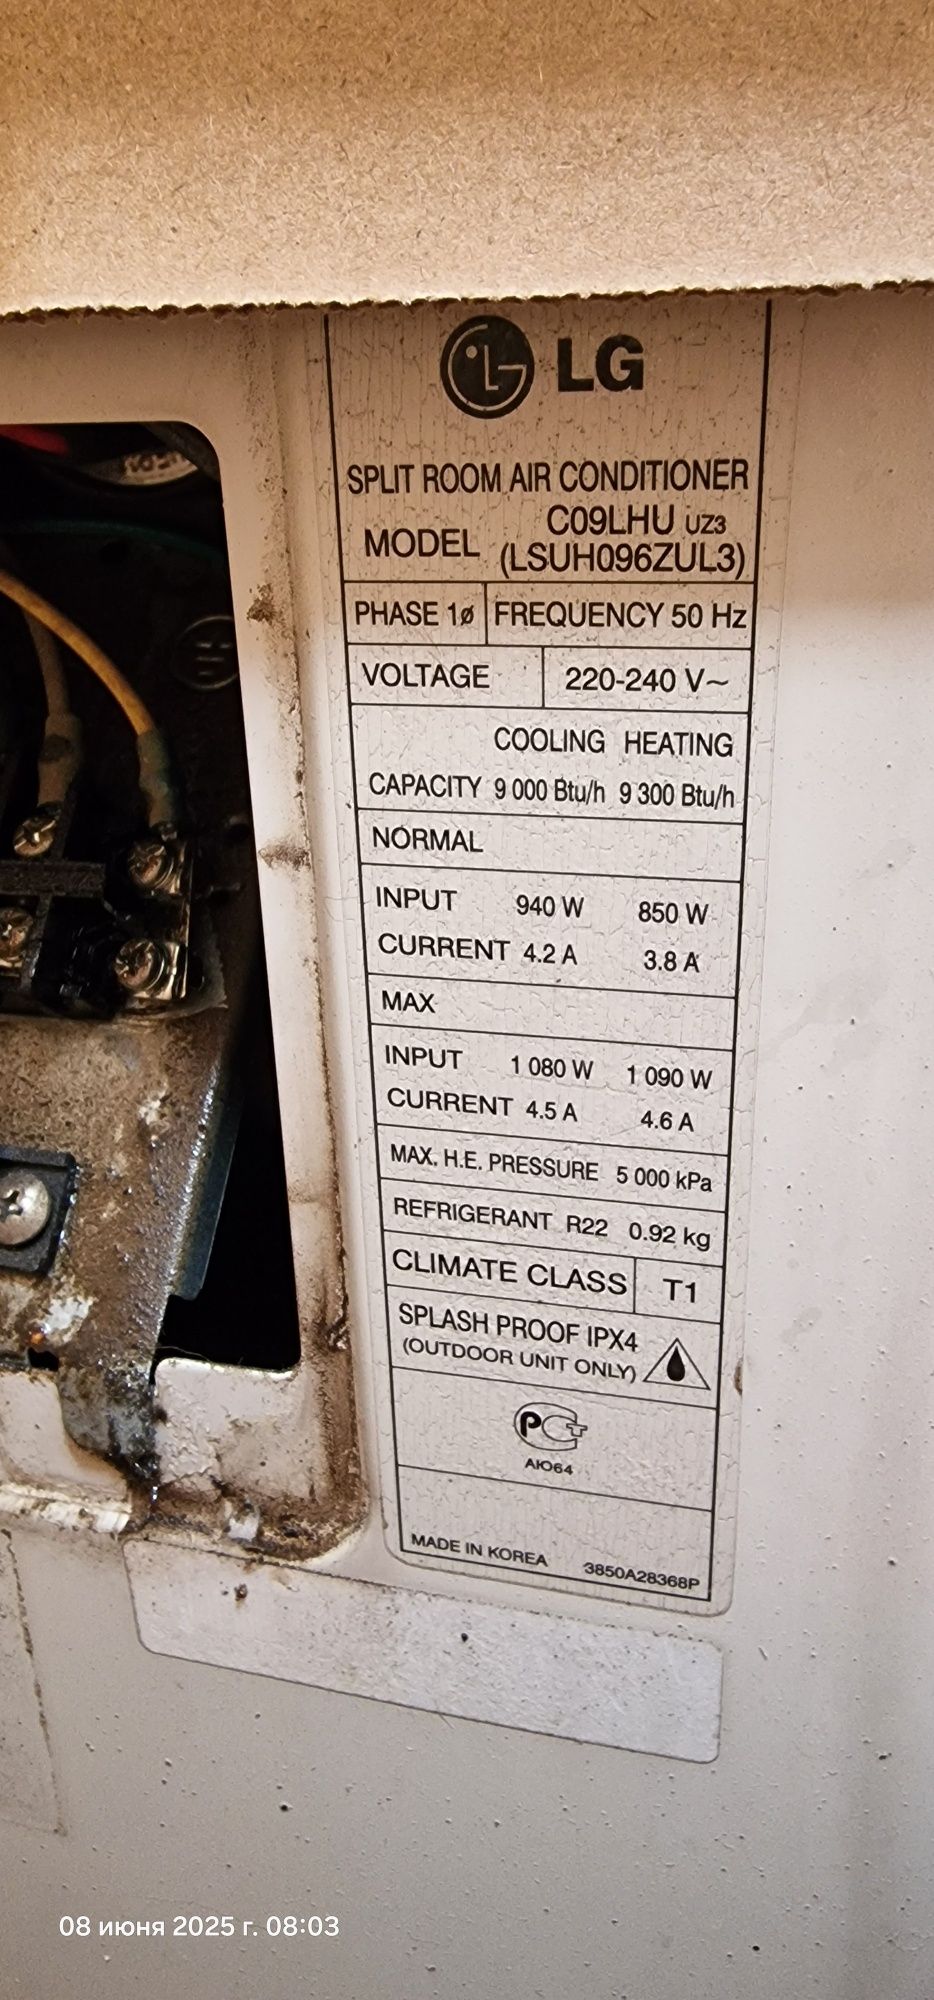 LG
SPLIT ROOM AIR CONDITIONER
MODEL C09LHU UZ3
(LSUH096ZUL3)
PHASE 1ø FREQUENCY 50 Hz
VOLTAGE 220-240 V~
COOLING HEATING
CAPACITY 9 000 Btu/h 9 300 Btu/h
NORMAL
INPUT 940 W 850 W
CURRENT 4.2 A 3.8 A
MAX
INPUT 1 080 W 1 090 W
CURRENT 4.5 A 4.6 A
MAX. H.E. PRESSURE 5 000 kPa
REFRIGERANT R22 0.92 kg
CLIMATE CLASS T1
SPLASH PROOF IPX4
(OUTDOOR UNIT ONLY)
РСТ
АЮ64
MADE IN KOREA 3850A28368P
08 июня 2025 г. 08:03